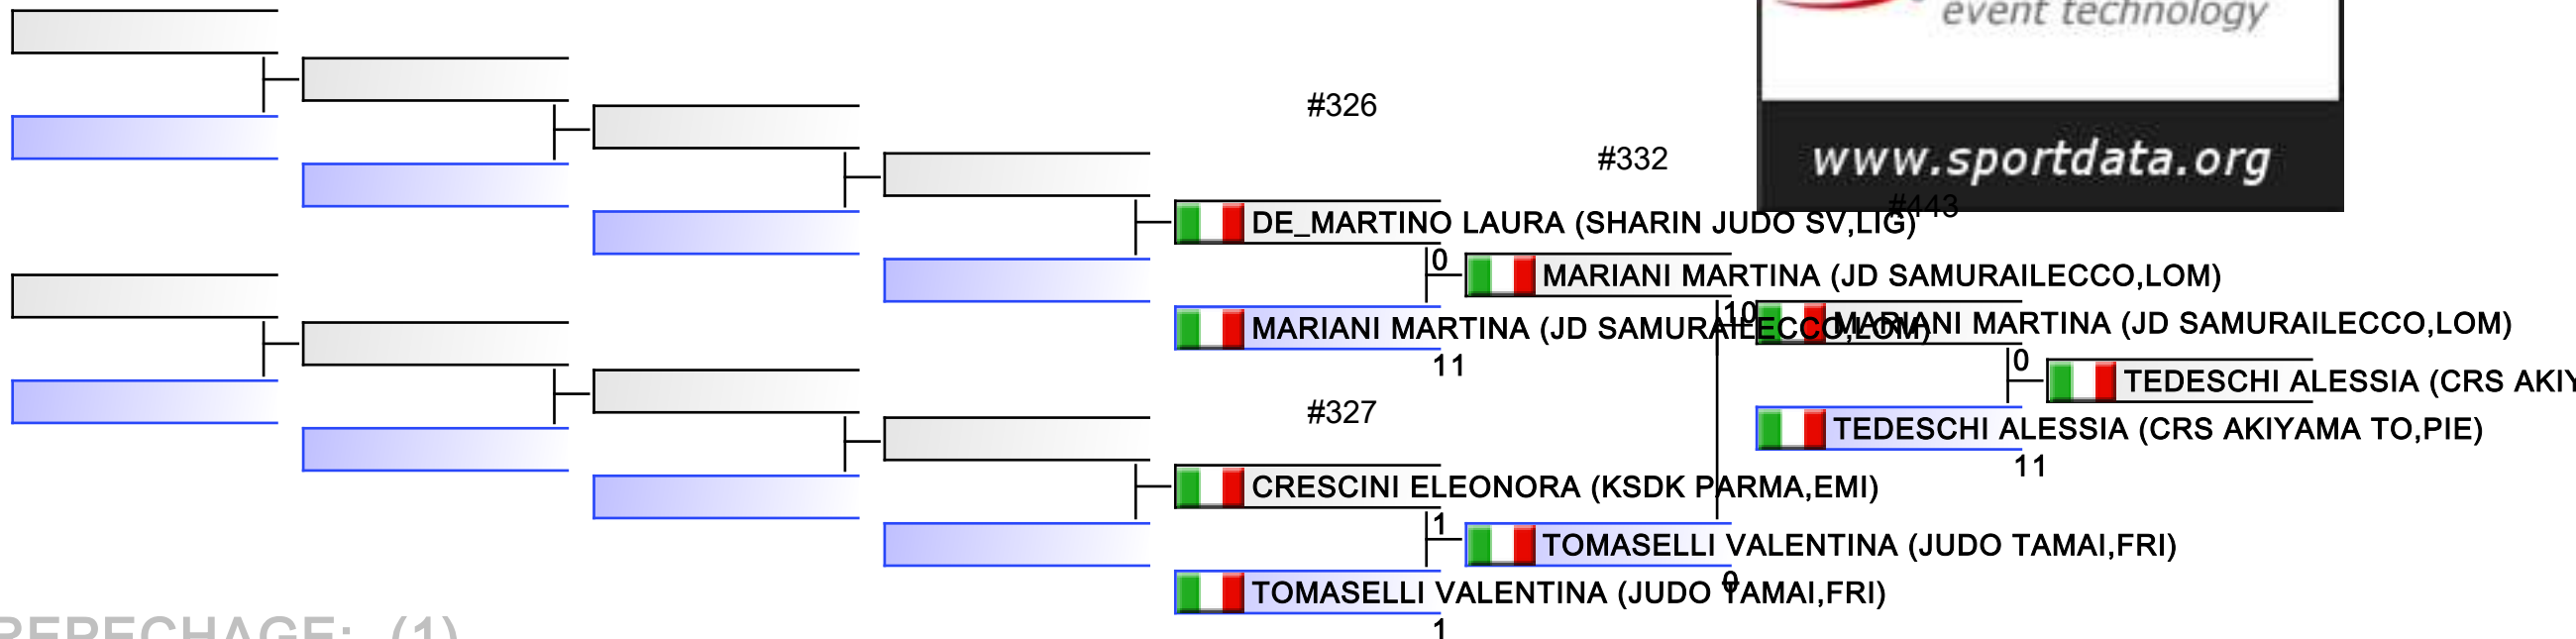 event technology
www.sportdata.org
#326
#332
#443
DE_MARTINO LAURA (SHARIN JUDO SV,LIG)
0
MARIANI MARTINA (JD SAMURAILECCO,LOM)
10
MARIANI MARTINA (JD SAMURAILECCO,LOM)
MARIANI MARTINA (JD SAMURAILECCO,LOM)
11
0
TEDESCHI ALESSIA (CRS AKIY
#327
TEDESCHI ALESSIA (CRS AKIYAMA TO,PIE)
11
CRESCINI ELEONORA (KSDK PARMA,EMI)
1
TOMASELLI VALENTINA (JUDO TAMAI,FRI)
0
TOMASELLI VALENTINA (JUDO TAMAI,FRI)
1
REPECHAGE: (1)